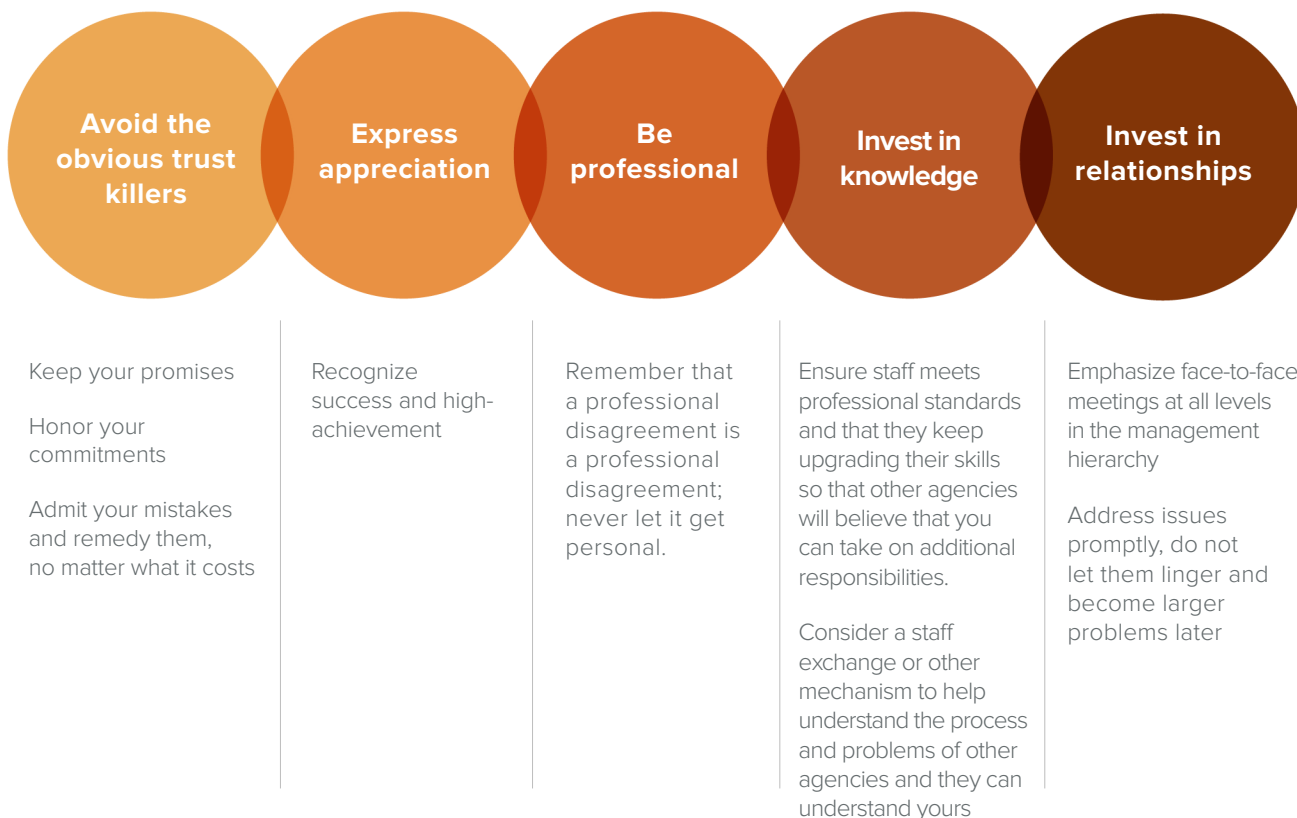 Avoid the
obvious trust
killers
Express
appreciation
Be
professional
Invest in
knowledge
Invest in
relationships
Keep your promises
Honor your
commitments
Admit your mistakes
and remedy them,
no matter what it costs
Recognize
success and high-
achievement
Remember that
a professional
disagreement is
a professional
disagreement;
never let it get
personal.
Ensure staff meets
professional standards
and that they keep
upgrading their skills
so that other agencies
will believe that you
can take on additional
responsibilities.
Consider a staff
exchange or other
mechanism to help
understand the process
and problems of other
agencies and they can
understand yours
Emphasize face-to-face
meetings at all levels
in the management
hierarchy
Address issues
promptly, do not
let them linger and
become larger
problems later